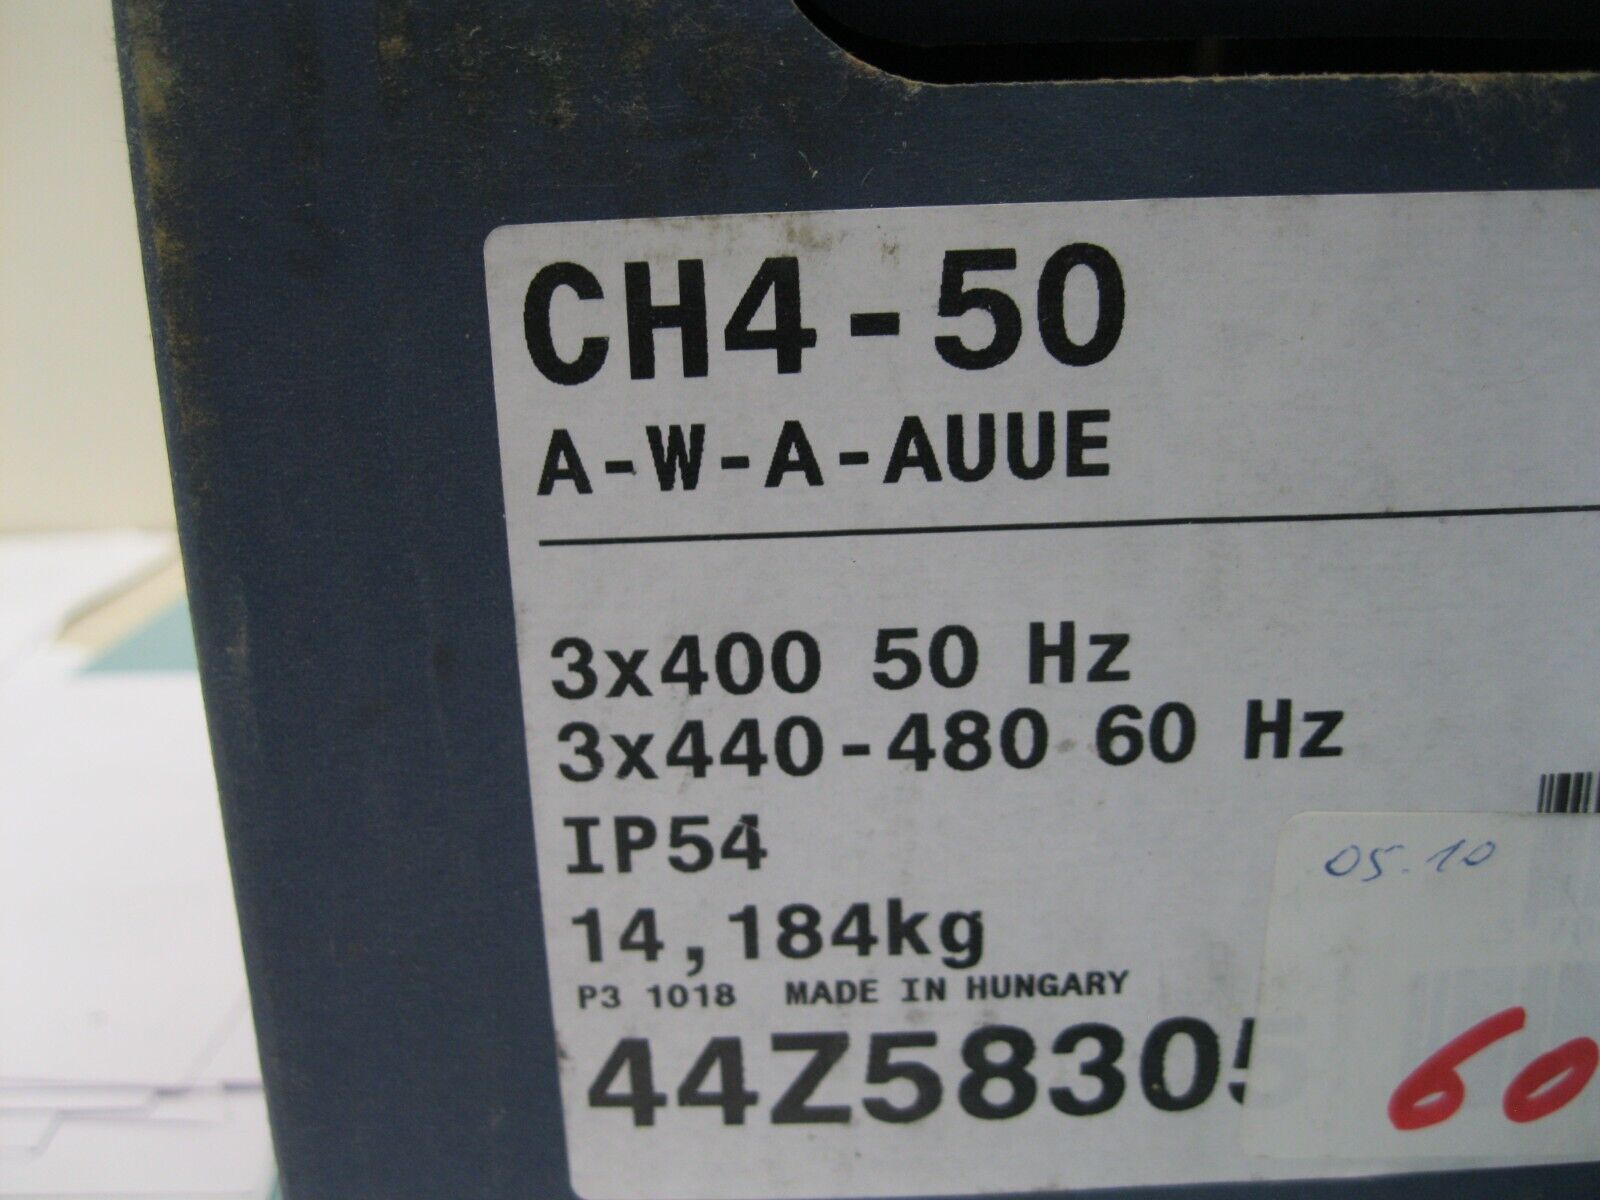 CH4-50
A-W-A-AUUE
3x400 50 Hz
3x440-480 60 Hz
IP54
05.10
14,184kg
P3 1018 MADE IN HUNGARY
44Z58305
60